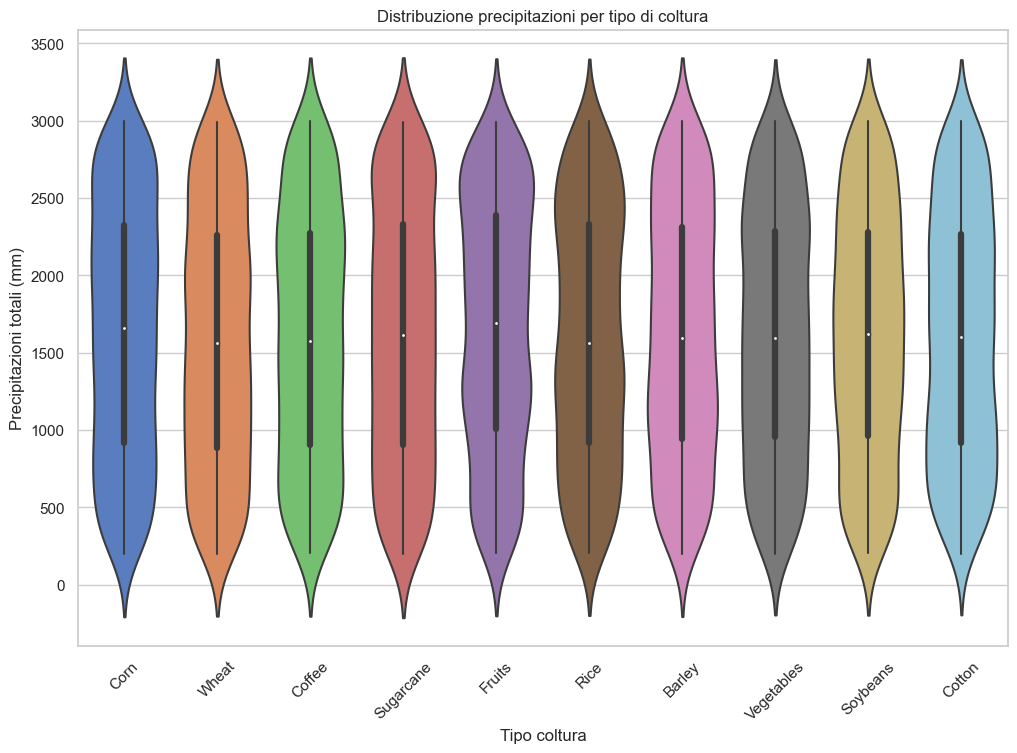 Distribuzione precipitazioni per tipo di coltura
Precipitazioni totali (mm)
3500
3000
2500
2000
1500
1000
500
0
Corn
Wheat
Coffee
Sugarcane
Fruits
Rice
Barley
Vegetables
Soybeans
Cotton
Tipo coltura